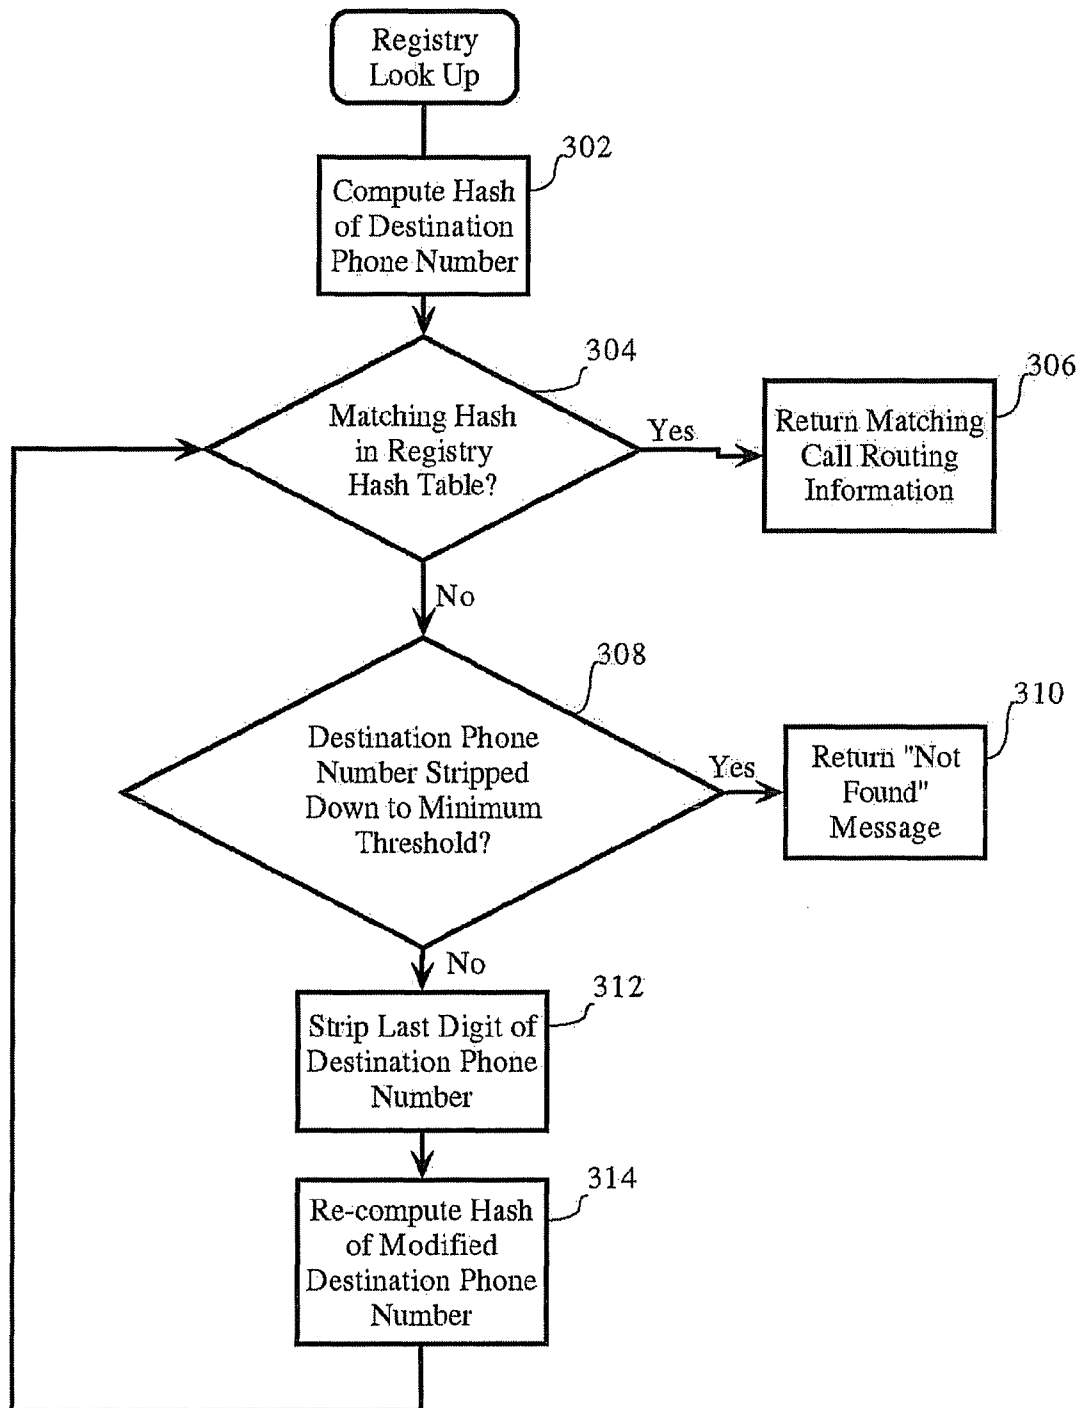 Registry
Look Up
302
Compute Hash
of Destination
Phone Number
304
Matching Hash
in Registry
Hash Table?
Yes
306
Return Matching
Call Routing
Information
No
308
Destination Phone
Number Stripped
Down to Minimum
Threshold?
Yes
310
Return "Not
Found"
Message
No
312
Strip Last Digit of
Destination Phone
Number
314
Re-compute Hash
of Modified
Destination Phone
Number